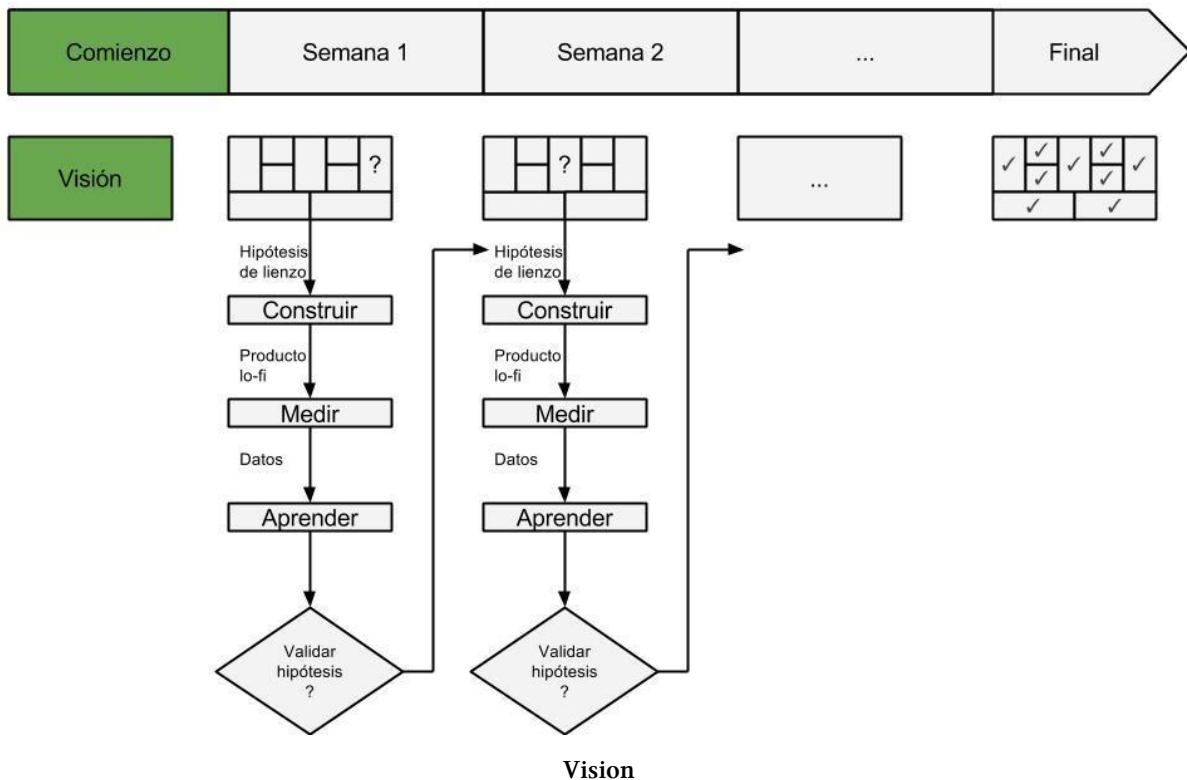 Comienzo
Semana 1
Semana 2
...
Final
Visión
?
?
...
✓ ✓ ✓ ✓ ✓
✓ ✓
✓ ✓
Hipótesis
de lienzo
Construir
Producto
lo-fi
Medir
Datos
Aprender
Validar
hipótesis
?
Hipótesis
de lienzo
Construir
Producto
lo-fi
Medir
Datos
Aprender
Validar
hipótesis
?
Vision